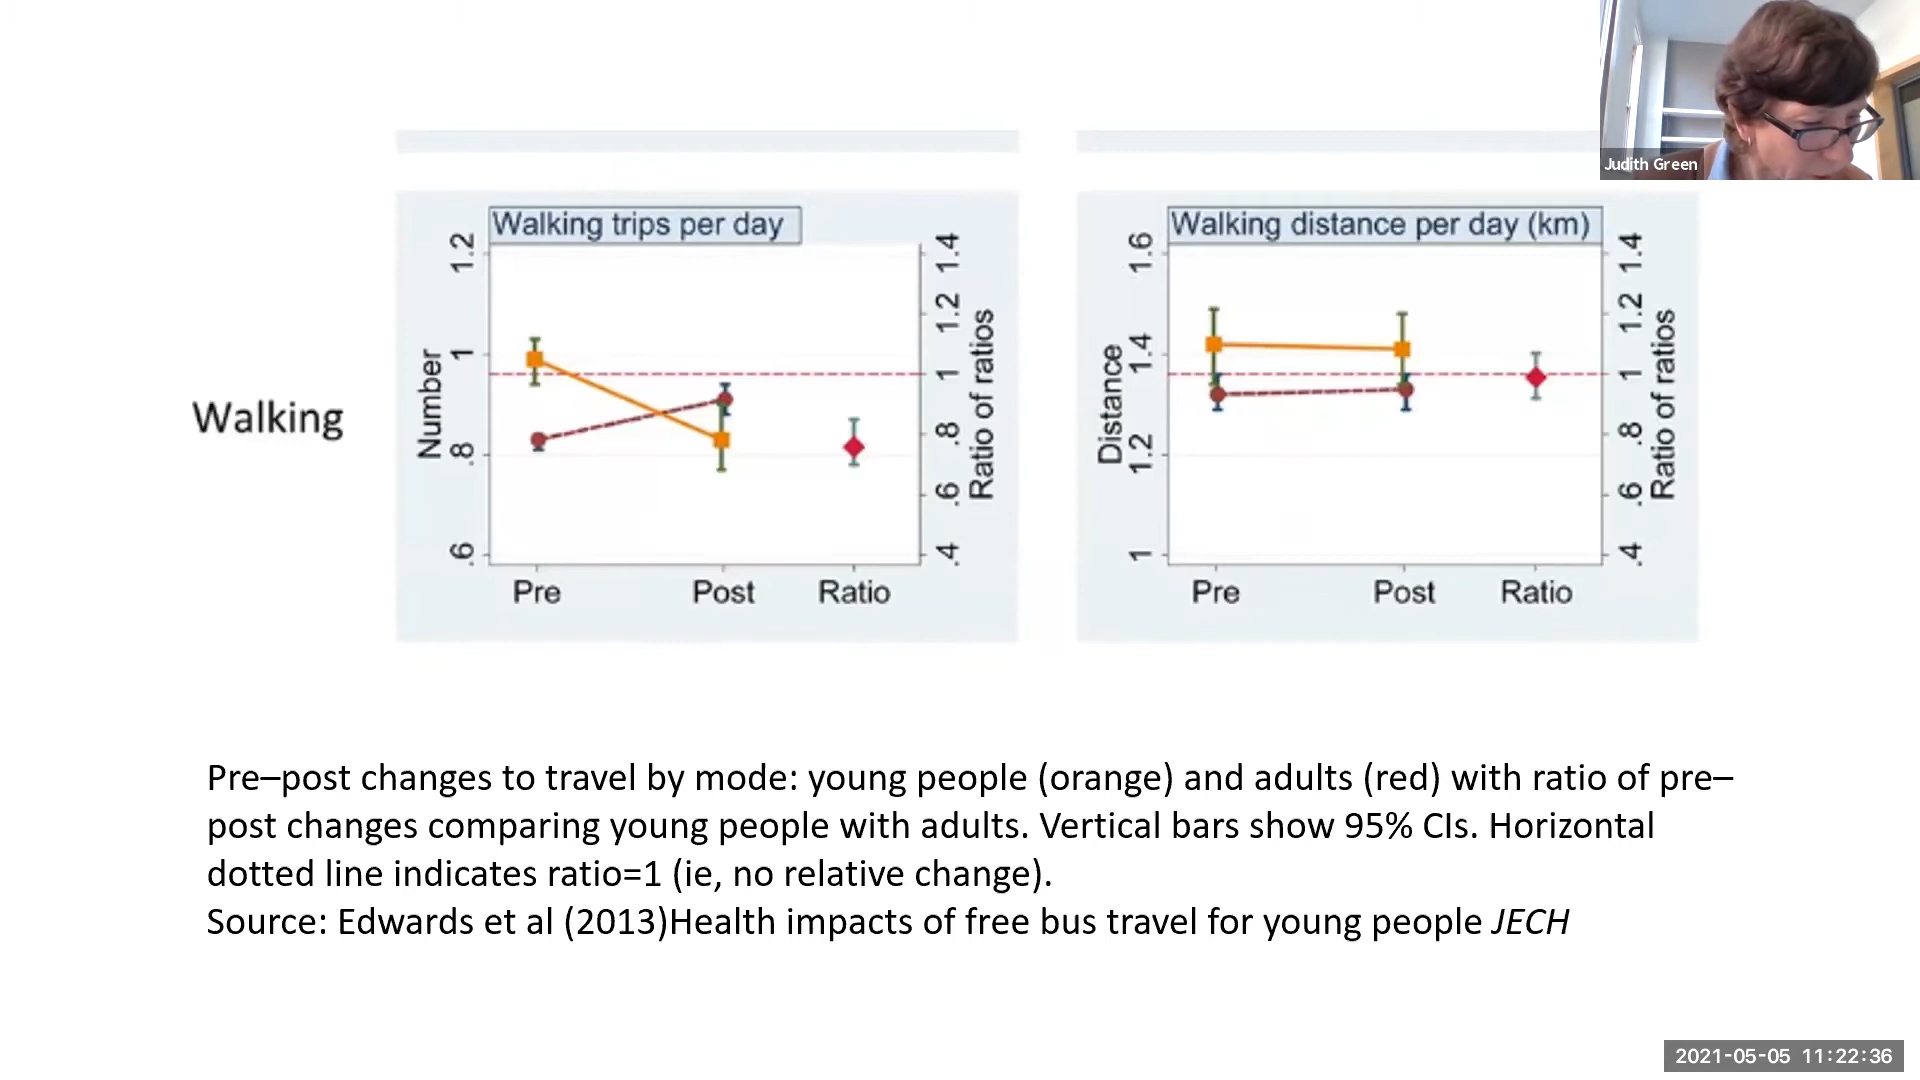 Judith Green
Walking
Walking trips per day
Number
1.2
1
.8
.6
1.4
1.2
1
.8
.6
.4
Ratio of ratios
Pre
Post
Ratio
Walking distance per day (km)
Distance
1.6
1.4
1.2
1
1.4
1.2
1
.8
.6
.4
Ratio of ratios
Pre
Post
Ratio
Pre–post changes to travel by mode: young people (orange) and adults (red) with ratio of pre–
post changes comparing young people with adults. Vertical bars show 95% CIs. Horizontal
dotted line indicates ratio=1 (ie, no relative change).
Source: Edwards et al (2013)Health impacts of free bus travel for young people JECH
2021-05-05 11:22:36